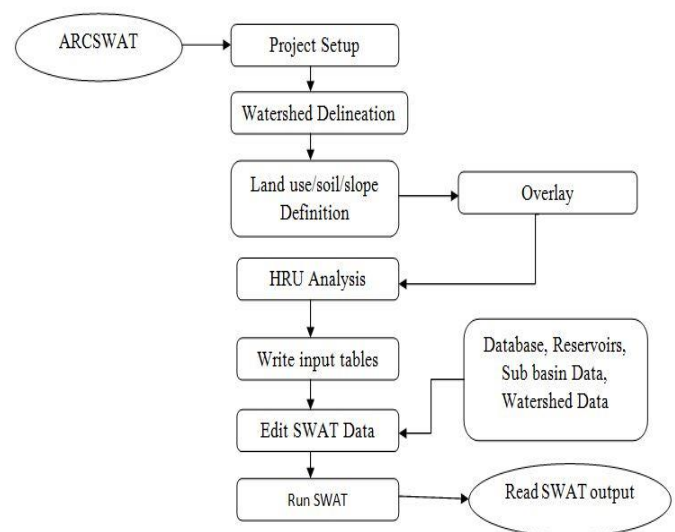 ARCSWAT
Project Setup
Watershed Delineation
Land use/soil/slope
Definition
Overlay
HRU Analysis
Write input tables
Database, Reservoirs,
Sub basin Data,
Watershed Data
Edit SWAT Data
Run SWAT
Read SWAT output